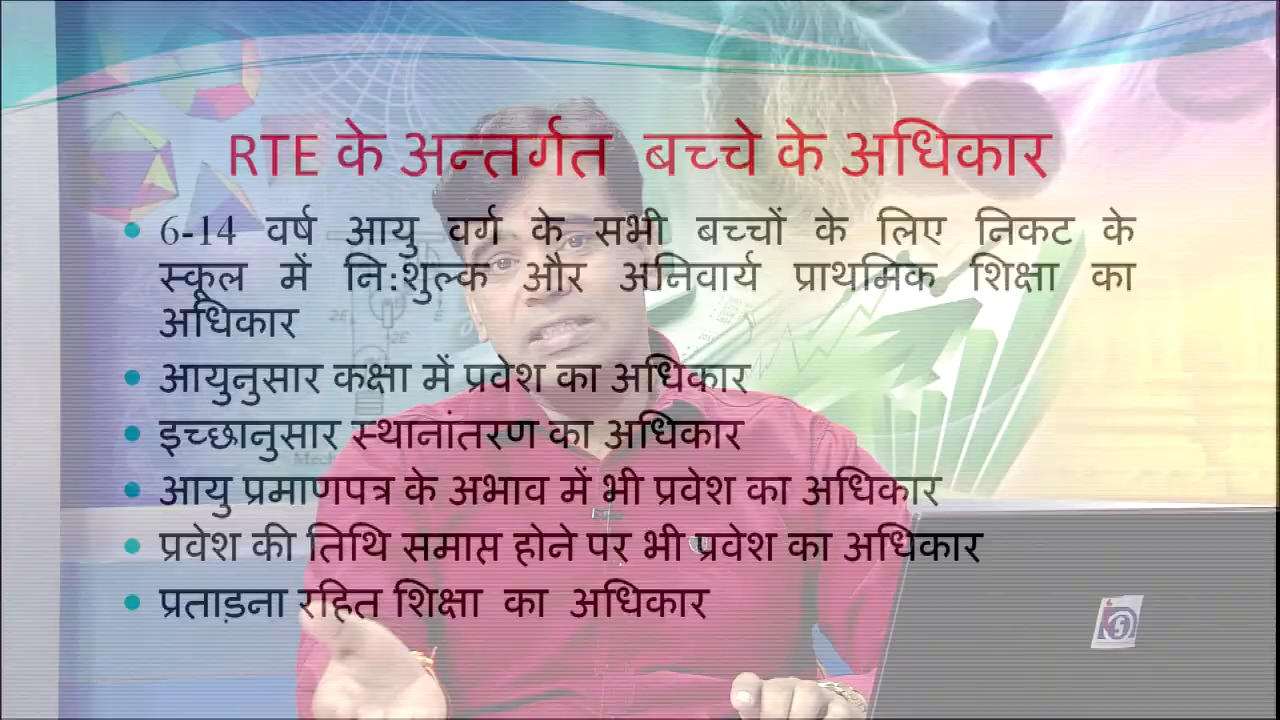 RTE के अन्तर्गत बच्चे के अधिकार
6-14 वर्ष आयु वर्ग के सभी बच्चों के लिए निकट के
स्कूल में नि:शुल्क और अनिवार्य प्राथमिक शिक्षा का
अधिकार
आयुनुसार कक्षा में प्रवेश का अधिकार
इच्छानुसार स्थानांतरण का अधिकार
आयु प्रमाणपत्र के अभाव में भी प्रवेश का अधिकार
प्रवेश की तिथि समाप्त होने पर भी प्रवेश का अधिकार
प्रताड़ना रहित शिक्षा का अधिकार